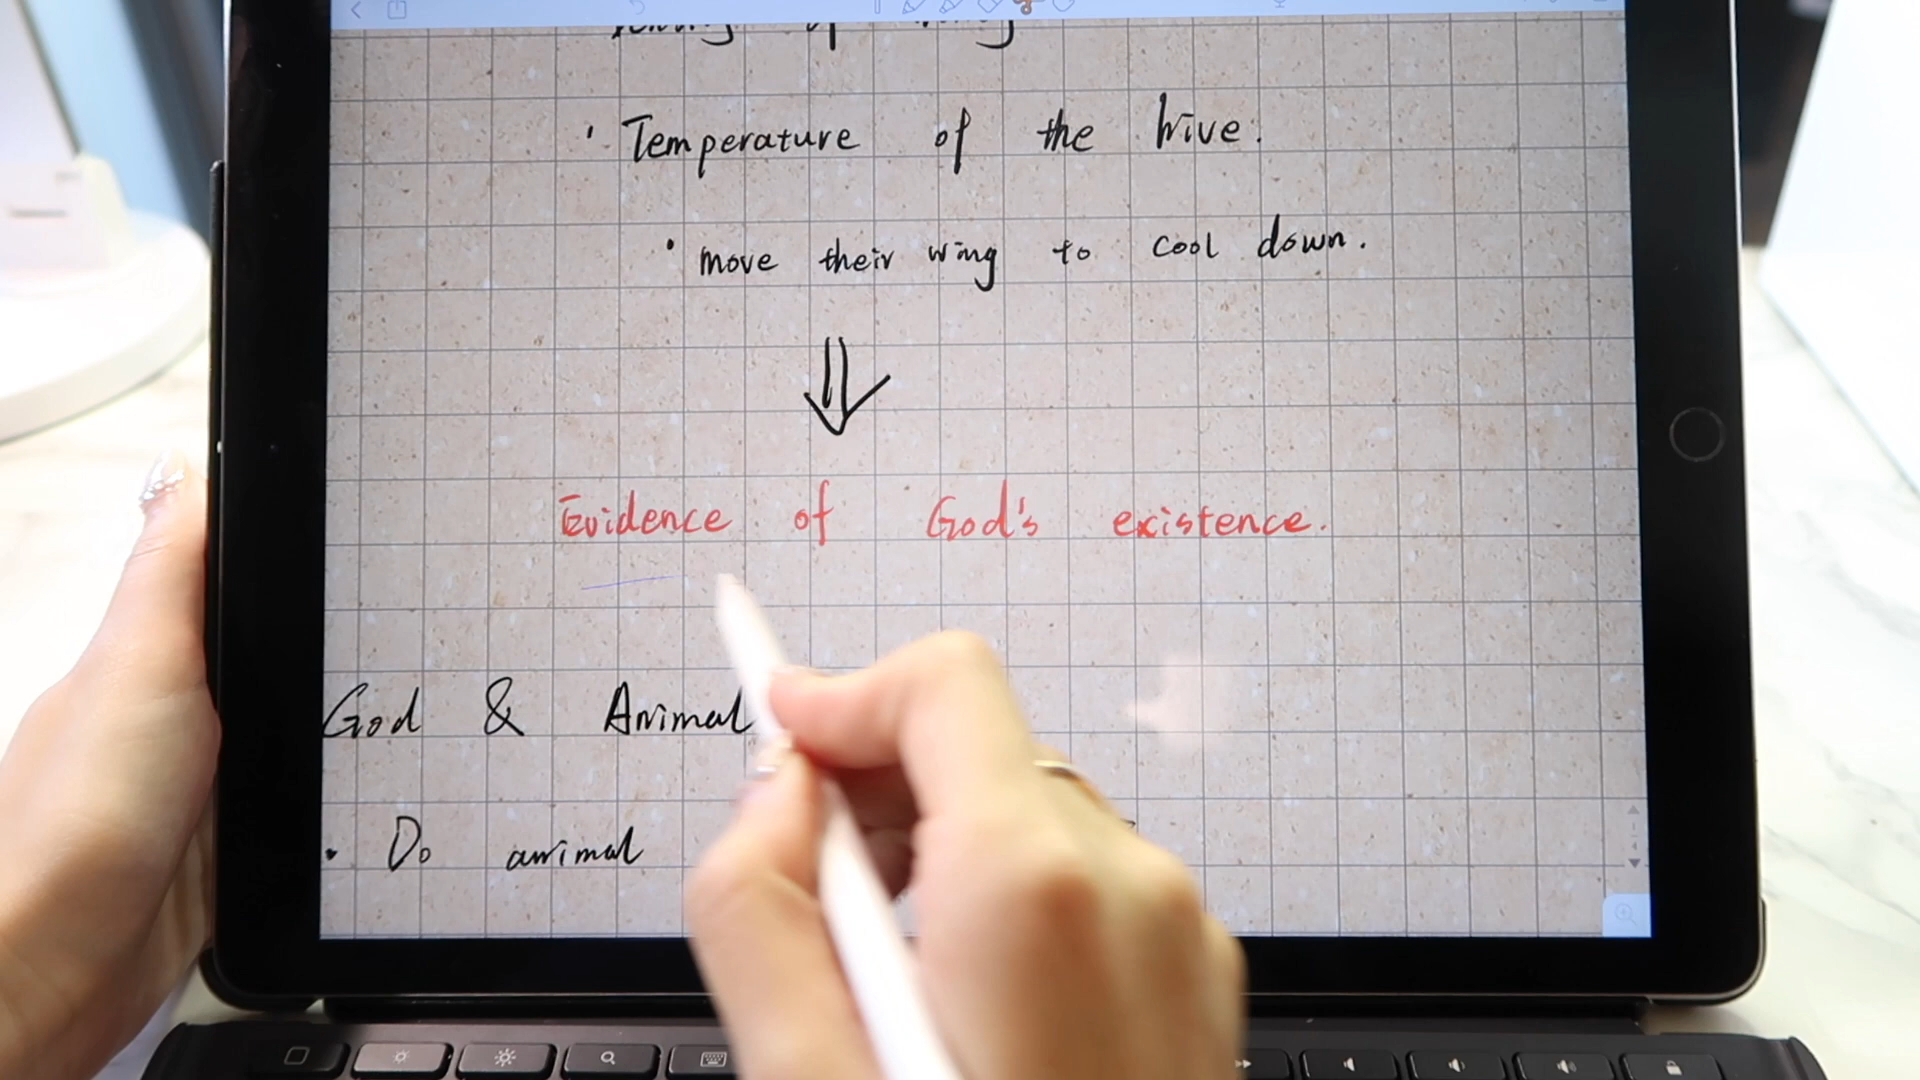 · Temperature of the hive.
· move their wing to cool down.
Evidence of God's existence.
God & Animal
· Do animal